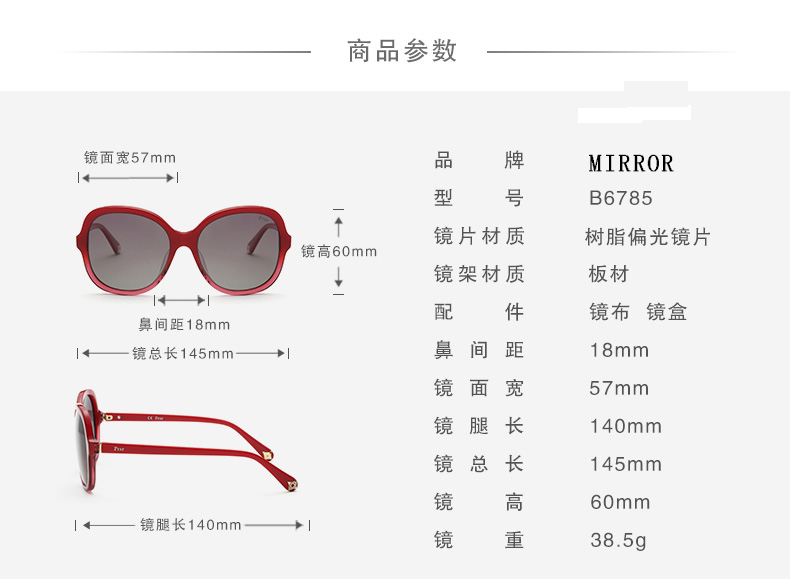 商品参数
镜面宽57mm
镜高60mm
鼻间距18mm
镜总长145mm
镜腿长140mm
品牌 MIRROR
型号 B6785
镜片材质 树脂偏光镜片
镜架材质 板材
配件 镜布 镜盒
鼻间距 18mm
镜面宽 57mm
镜腿长 140mm
镜总长 145mm
镜高 60mm
镜重 38.5g